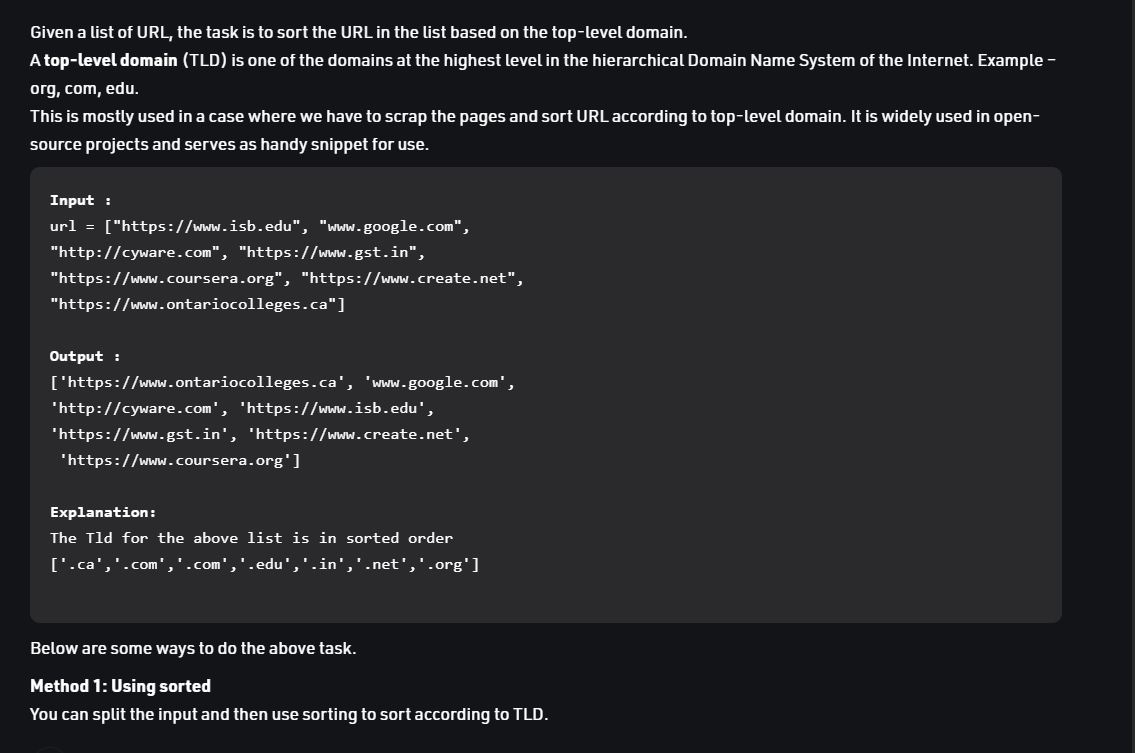 Given a list of URL, the task is to sort the URL in the list based on the top-level domain.
A top-level domain (TLD) is one of the domains at the highest level in the hierarchical Domain Name System of the Internet. Example –
org, com, edu.
This is mostly used in a case where we have to scrap the pages and sort URL according to top-level domain. It is widely used in open-
source projects and serves as handy snippet for use.
Input :
url = ["https://www.isb.edu", "www.google.com",
"http://cyware.com", "https://www.gst.in",
"https://www.coursera.org", "https://www.create.net",
"https://www.ontariocolleges.ca"]
Output :
['https://www.ontariocolleges.ca', 'www.google.com',
'http://cyware.com', 'https://www.isb.edu',
'https://www.gst.in', 'https://www.create.net',
'https://www.coursera.org']
Explanation:
The Tld for the above list is in sorted order
['.ca','.com','.com','.edu','.in','.net','.org']
Below are some ways to do the above task.
Method 1: Using sorted
You can split the input and then use sorting to sort according to TLD.